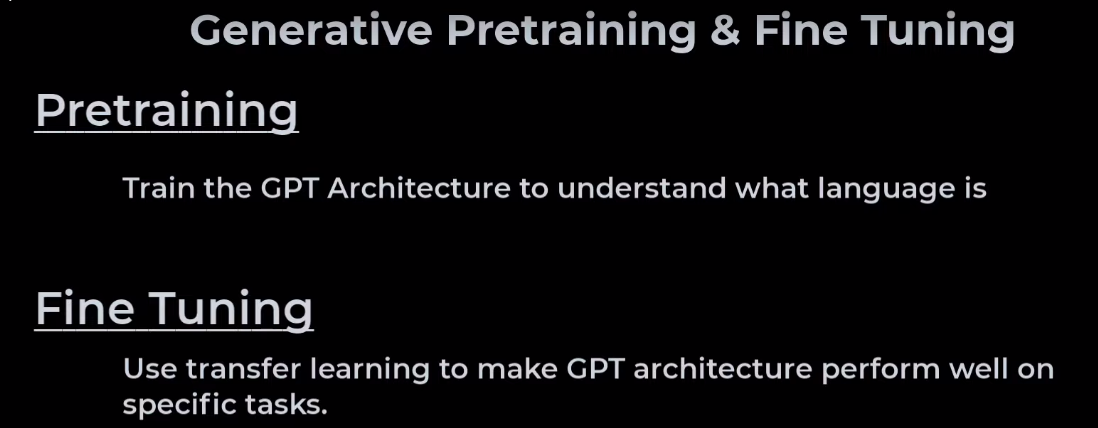 Generative Pretraining & Fine Tuning
Pretraining
Train the GPT Architecture to understand what language is
Fine Tuning
Use transfer learning to make GPT architecture perform well on
specific tasks.